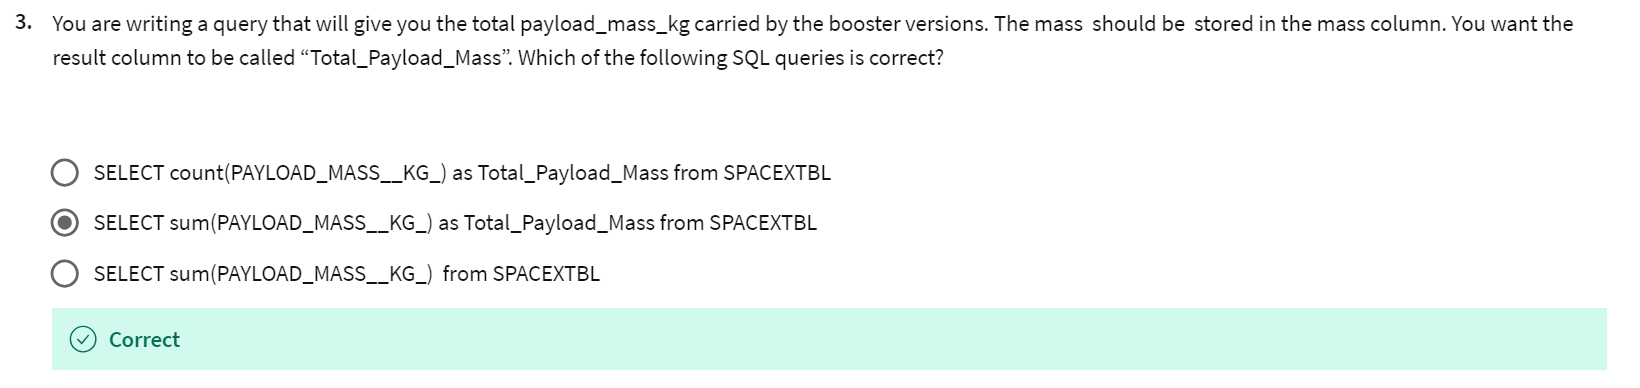 3. You are writing a query that will give you the total payload_mass_kg carried by the booster versions. The mass should be stored in the mass column. You want the
result column to be called “Total_Payload_Mass”. Which of the following SQL queries is correct?
SELECT count(PAYLOAD_MASS__KG_) as Total_Payload_Mass from SPACEXTBL
SELECT sum(PAYLOAD_MASS__KG_) as Total_Payload_Mass from SPACEXTBL
SELECT sum(PAYLOAD_MASS__KG_) from SPACEXTBL
Correct